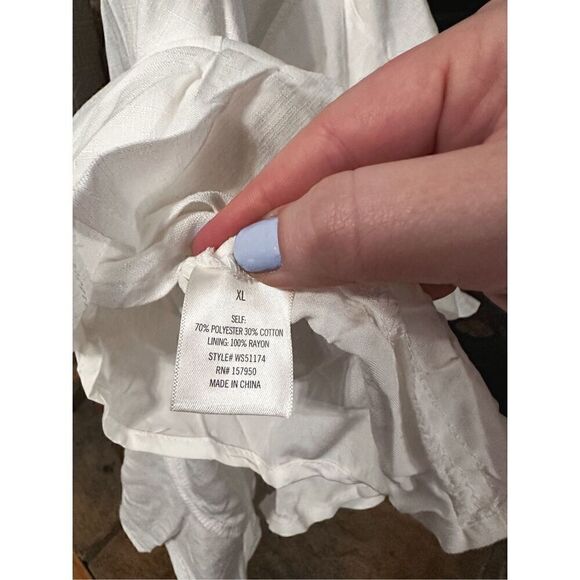 XL
SELF:
70% POLYESTER 30% COTTON
LINING: 100% RAYON
STYLE# WS51174
RN# 157950
MADE IN CHINA